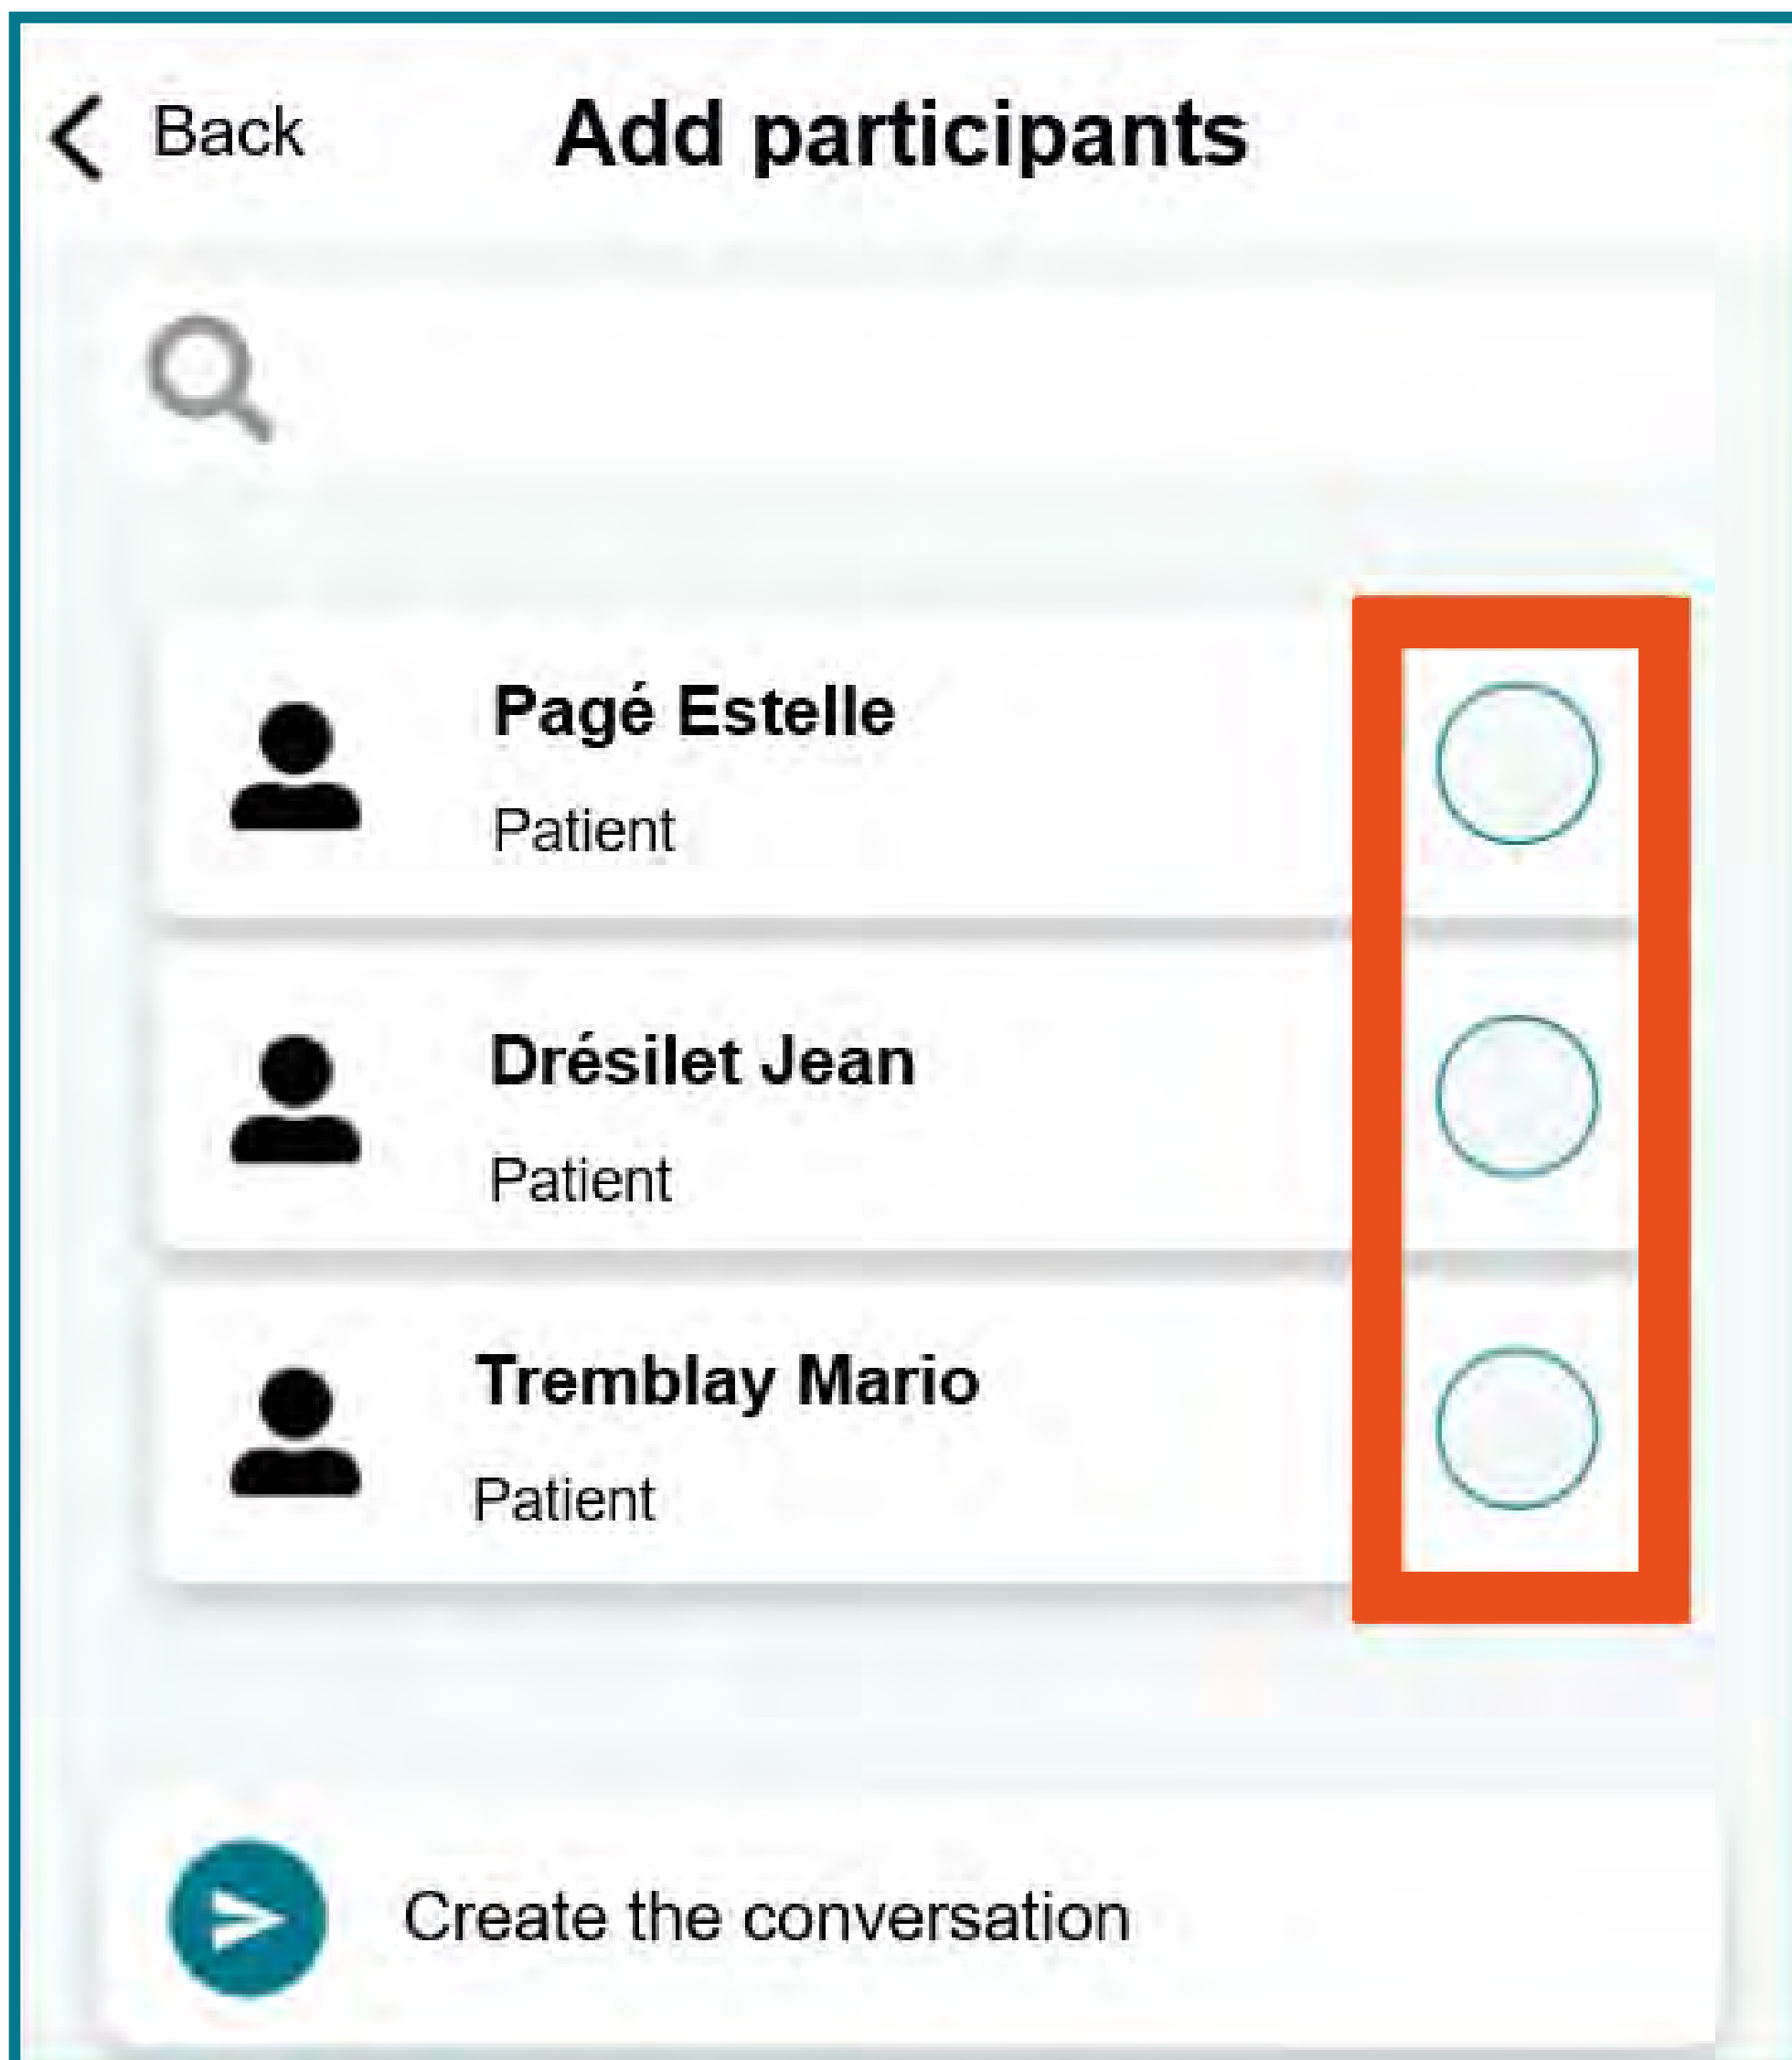 Back
Add participants
Pagé Estelle
Patient
Drésilet Jean
Patient
Tremblay Mario
Patient
Create the conversation